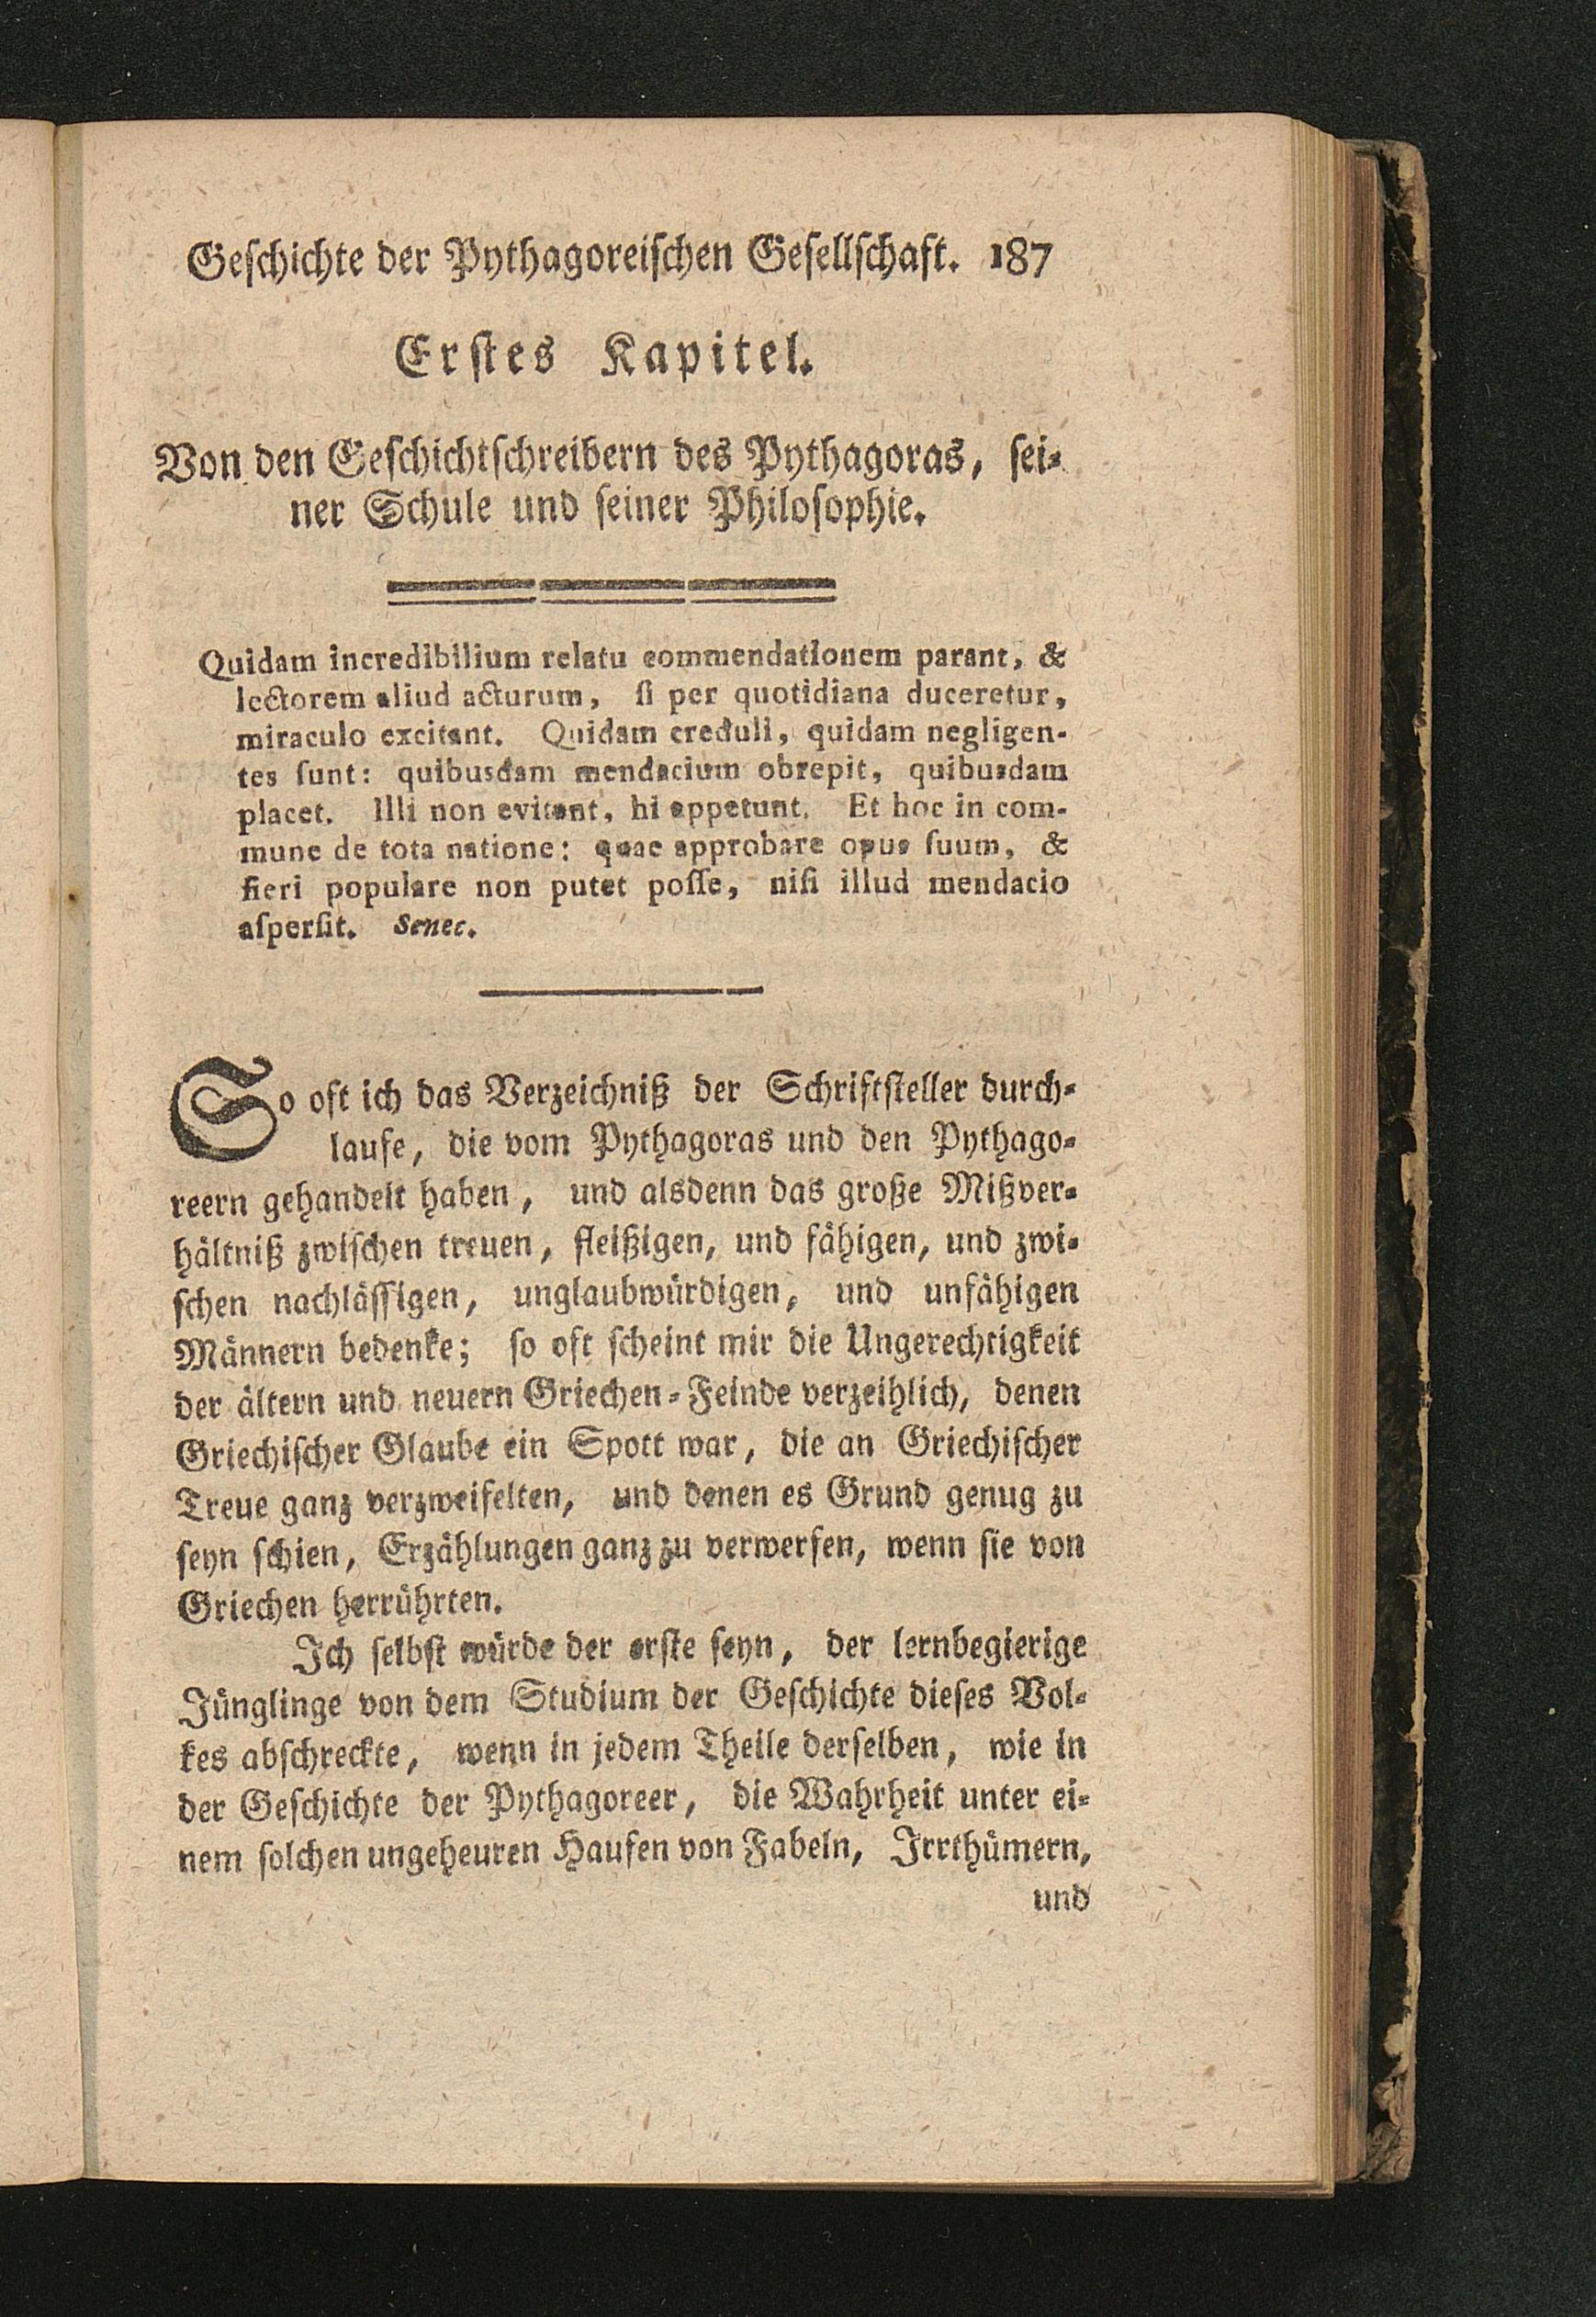 Geſchichte der Pythagoreiſchen Geſellſchaft. 187
Erſtes Kapitel.
Von den Geſchichtſchreibern des Pythagoras, ſei⸗
ner Schule und ſeiner Philoſophie.
Quidam incredibilium relatu commendationem parant, &
lectorem aliud acturum, ſi per quotidiana duceretur,
miraculo excitant. Quidam creduli, quidam negligen-
tes ſunt: quibusdam mendacium obrepit, quibusdam
placet. Illi non evitant, hi appetunt. Et hoc in com-
mune de tota natione: quae approbare opus ſuum, &
fieri populare non putet poſſe, niſi illud mendacio
aſperſit. Senec.
So oft ich das Verzeichniß der Schriftſteller durch⸗
laufe, die vom Pythagoras und den Pythago⸗
reern gehandelt haben, und alsdenn das große Mißver⸗
hältniß zwiſchen treuen, fleißigen, und fähigen, und zwi⸗
ſchen nachläſſigen, unglaubwürdigen, und unfähigen
Männern bedenke; ſo oft ſcheint mir die Ungerechtigkeit
der ältern und neuern Griechen⸗Feinde verzeihlich, denen
Griechiſcher Glaube ein Spott war, die an Griechiſcher
Treue ganz verzweifelten, und denen es Grund genug zu
ſeyn ſchien, Erzählungen ganz zu verwerfen, wenn ſie von
Griechen herrührten.
Ich ſelbſt würde der erſte ſeyn, der lernbegierige
Jünglinge von dem Studium der Geſchichte dieſes Vol⸗
kes abſchreckte, wenn in jedem Theile derſelben, wie in
der Geſchichte der Pythagoreer, die Wahrheit unter ei⸗
nem ſolchen ungeheuren Haufen von Fabeln, Irrthümern,
und